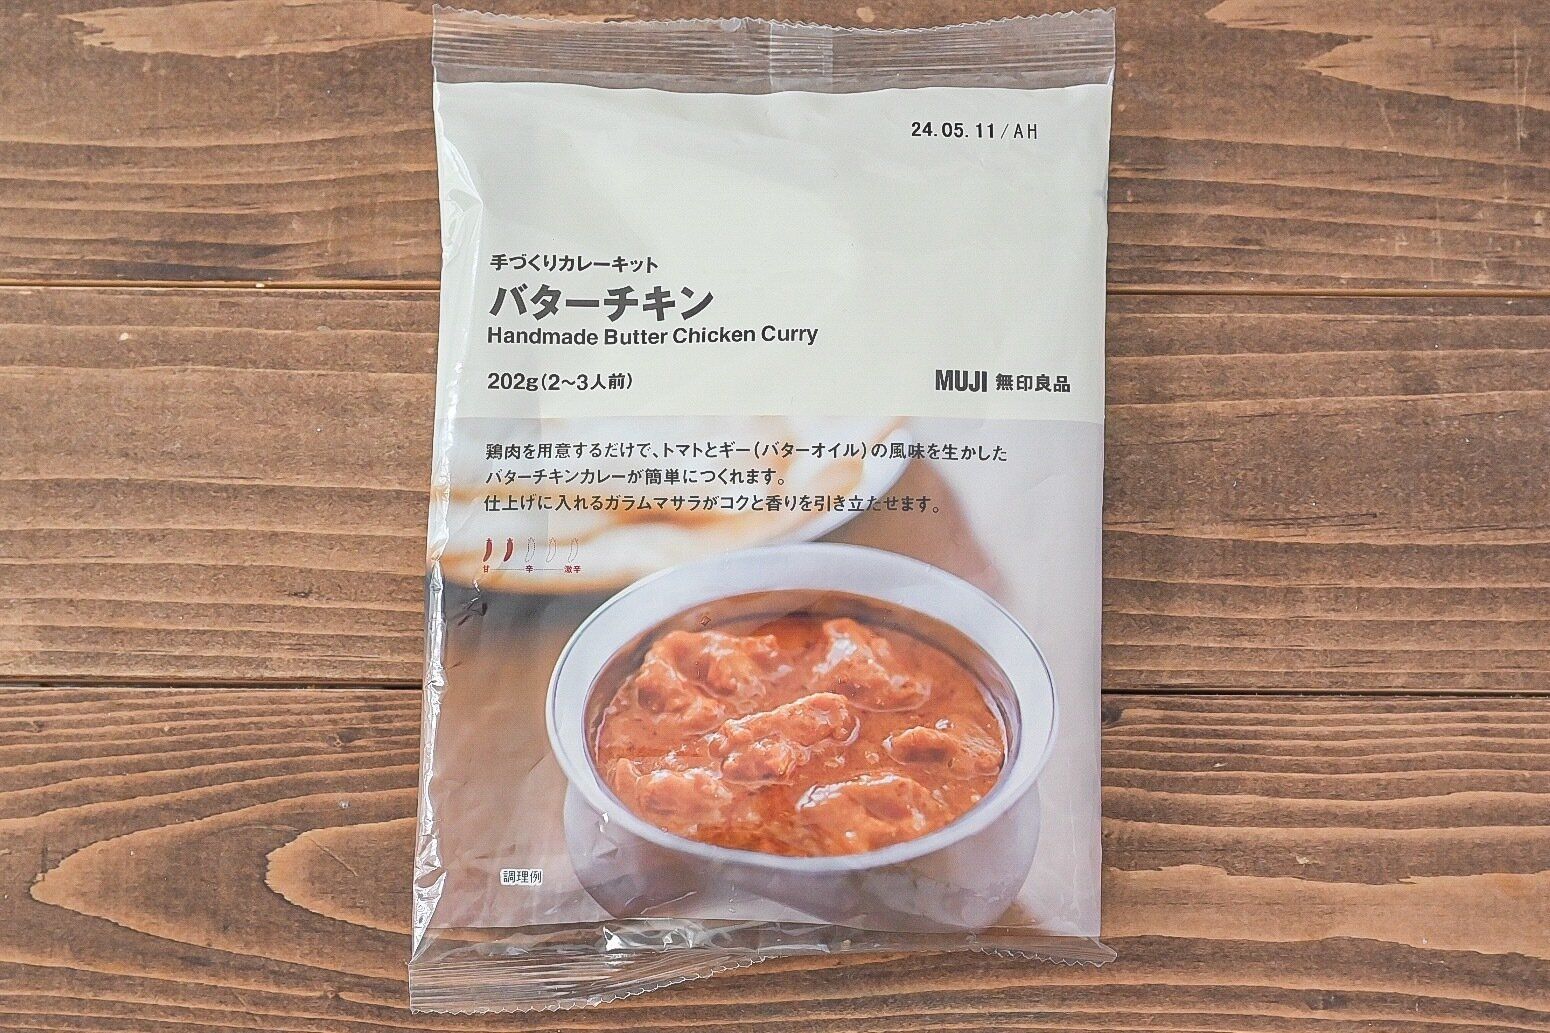 24.05.11/AH
手づくりカレーキット
バターチキン
Handmade Butter Chicken Curry
202g(2〜3人前)
MUJI 無印良品
鶏肉を用意するだけで、トマトとギー(バターオイル)の風味を生かした
バターチキンカレーが簡単につくれます。
仕上げに入れるガラムマサラがコクと香りを引き立たせます。
甘 辛 激辛
調理例